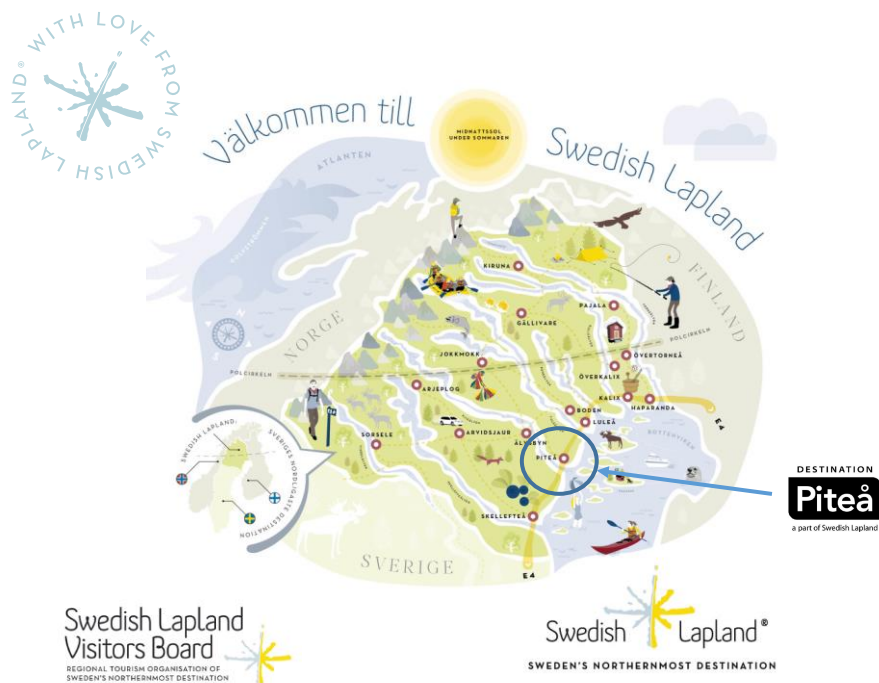 WITH LOVE FROM SWEDISH LAPLAND®
Välkommen till
Swedish Lapland
MIDNATTSSOL
UNDER SOMMAREN
ATLANTEN
GOLFSTRÖMMEN
N
S
NORGE
FINLAND
SVERIGE
KIRUNA
PAJALA
GÄLLIVARE
POLCIRKELN
JOKKMOKK
ÖVERTORNEÅ
ÖVERKALIX
POLCIRKELN
ARJEPLOG
KALIX
HAPARANDA
BODEN
LULEÅ
E4
SORSELE
ARVIDSJAUR
ÄLVSBYN
BOTTENVIKEN
PITEÅ
SKELLEFTEÅ
E4
SWEDISH LAPLAND,
SVERIGES NORDLIGASTE DESTINATION
DESTINATION
Piteå
a part of Swedish Lapland
Swedish Lapland
Visitors Board
REGIONAL TOURISM ORGANISATION OF
SWEDEN'S NORTHERNMOST DESTINATION
Swedish Lapland®
SWEDEN'S NORTHERNMOST DESTINATION